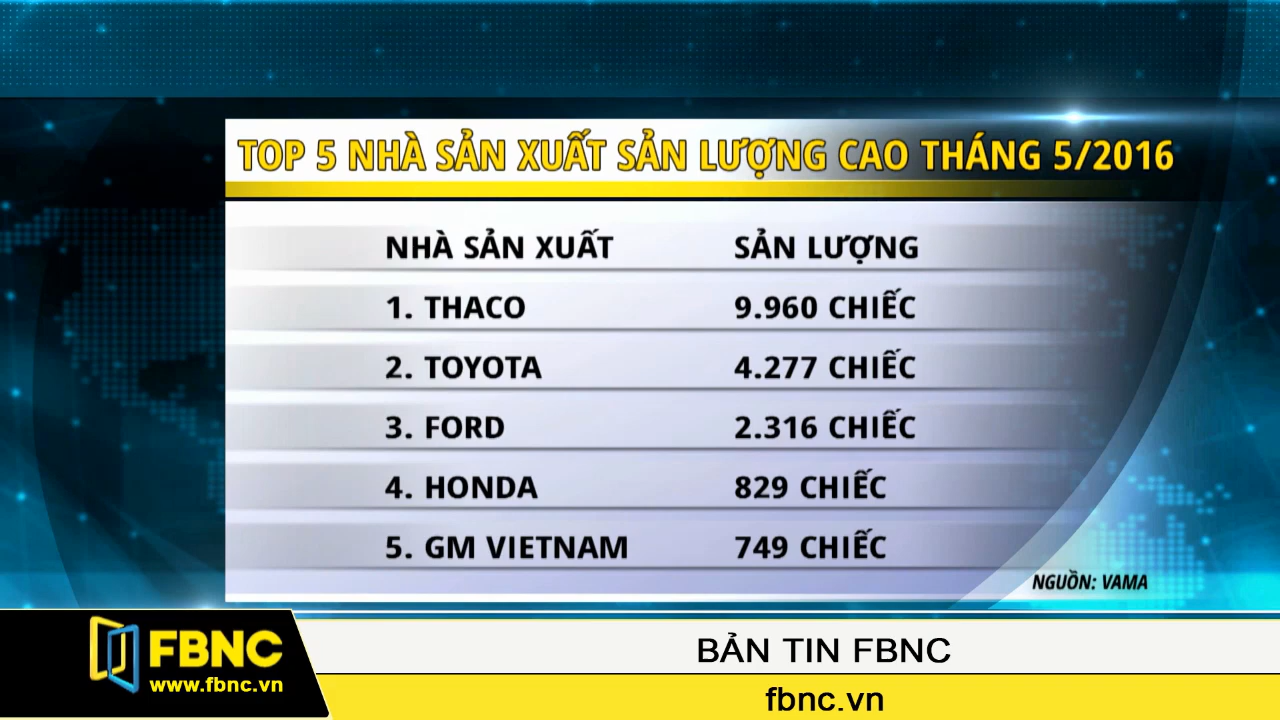 TOP 5 NHÀ SẢN XUẤT SẢN LƯỢNG CAO THÁNG 5/2016
NHÀ SẢN XUẤT SẢN LƯỢNG
1. THACO 9.960 CHIẾC
2. TOYOTA 4.277 CHIẾC
3. FORD 2.316 CHIẾC
4. HONDA 829 CHIẾC
5. GM VIETNAM 749 CHIẾC
NGUỒN: VAMA
FBNC
www.fbnc.vn
BẢN TIN FBNC
fbnc.vn